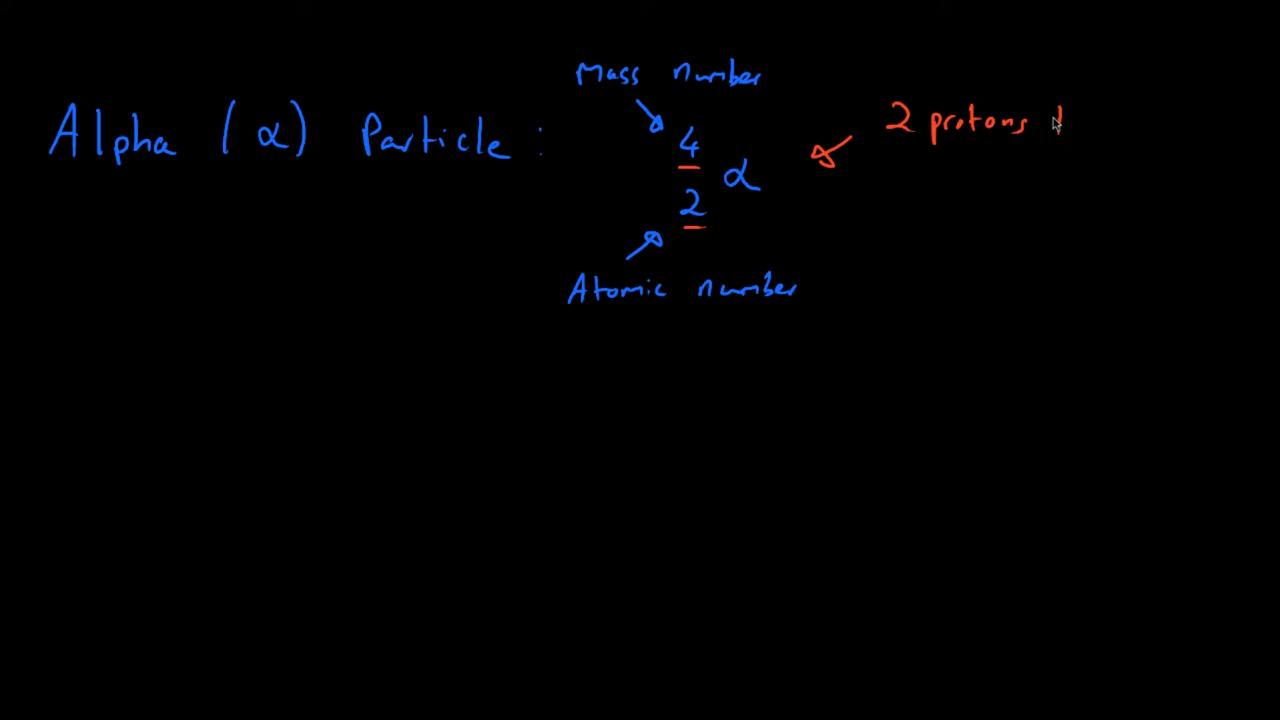 Mass number
Alpha (α) Particle :
4
2
α
2 protons
Atomic number